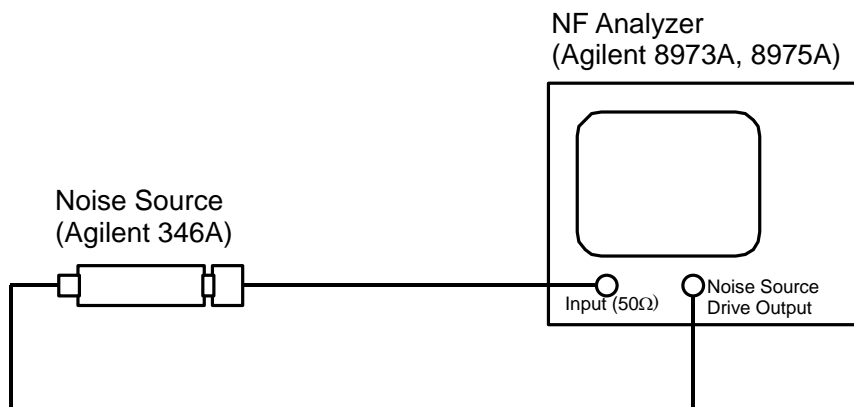 NF Analyzer
(Agilent 8973A, 8975A)
Noise Source
(Agilent 346A)
Input (50Ω)
Noise Source
Drive Output